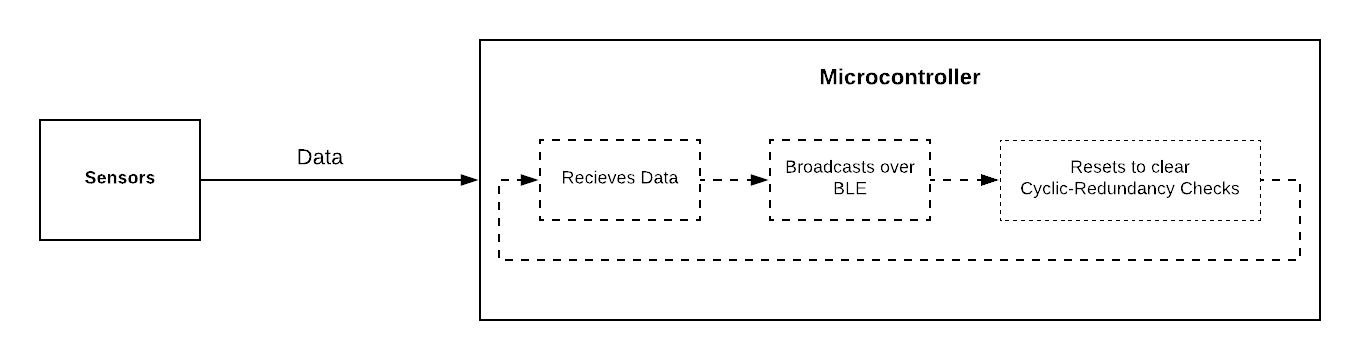 Microcontroller
Sensors
Data
Recieves Data
Broadcasts over
BLE
Resets to clear
Cyclic-Redundancy Checks